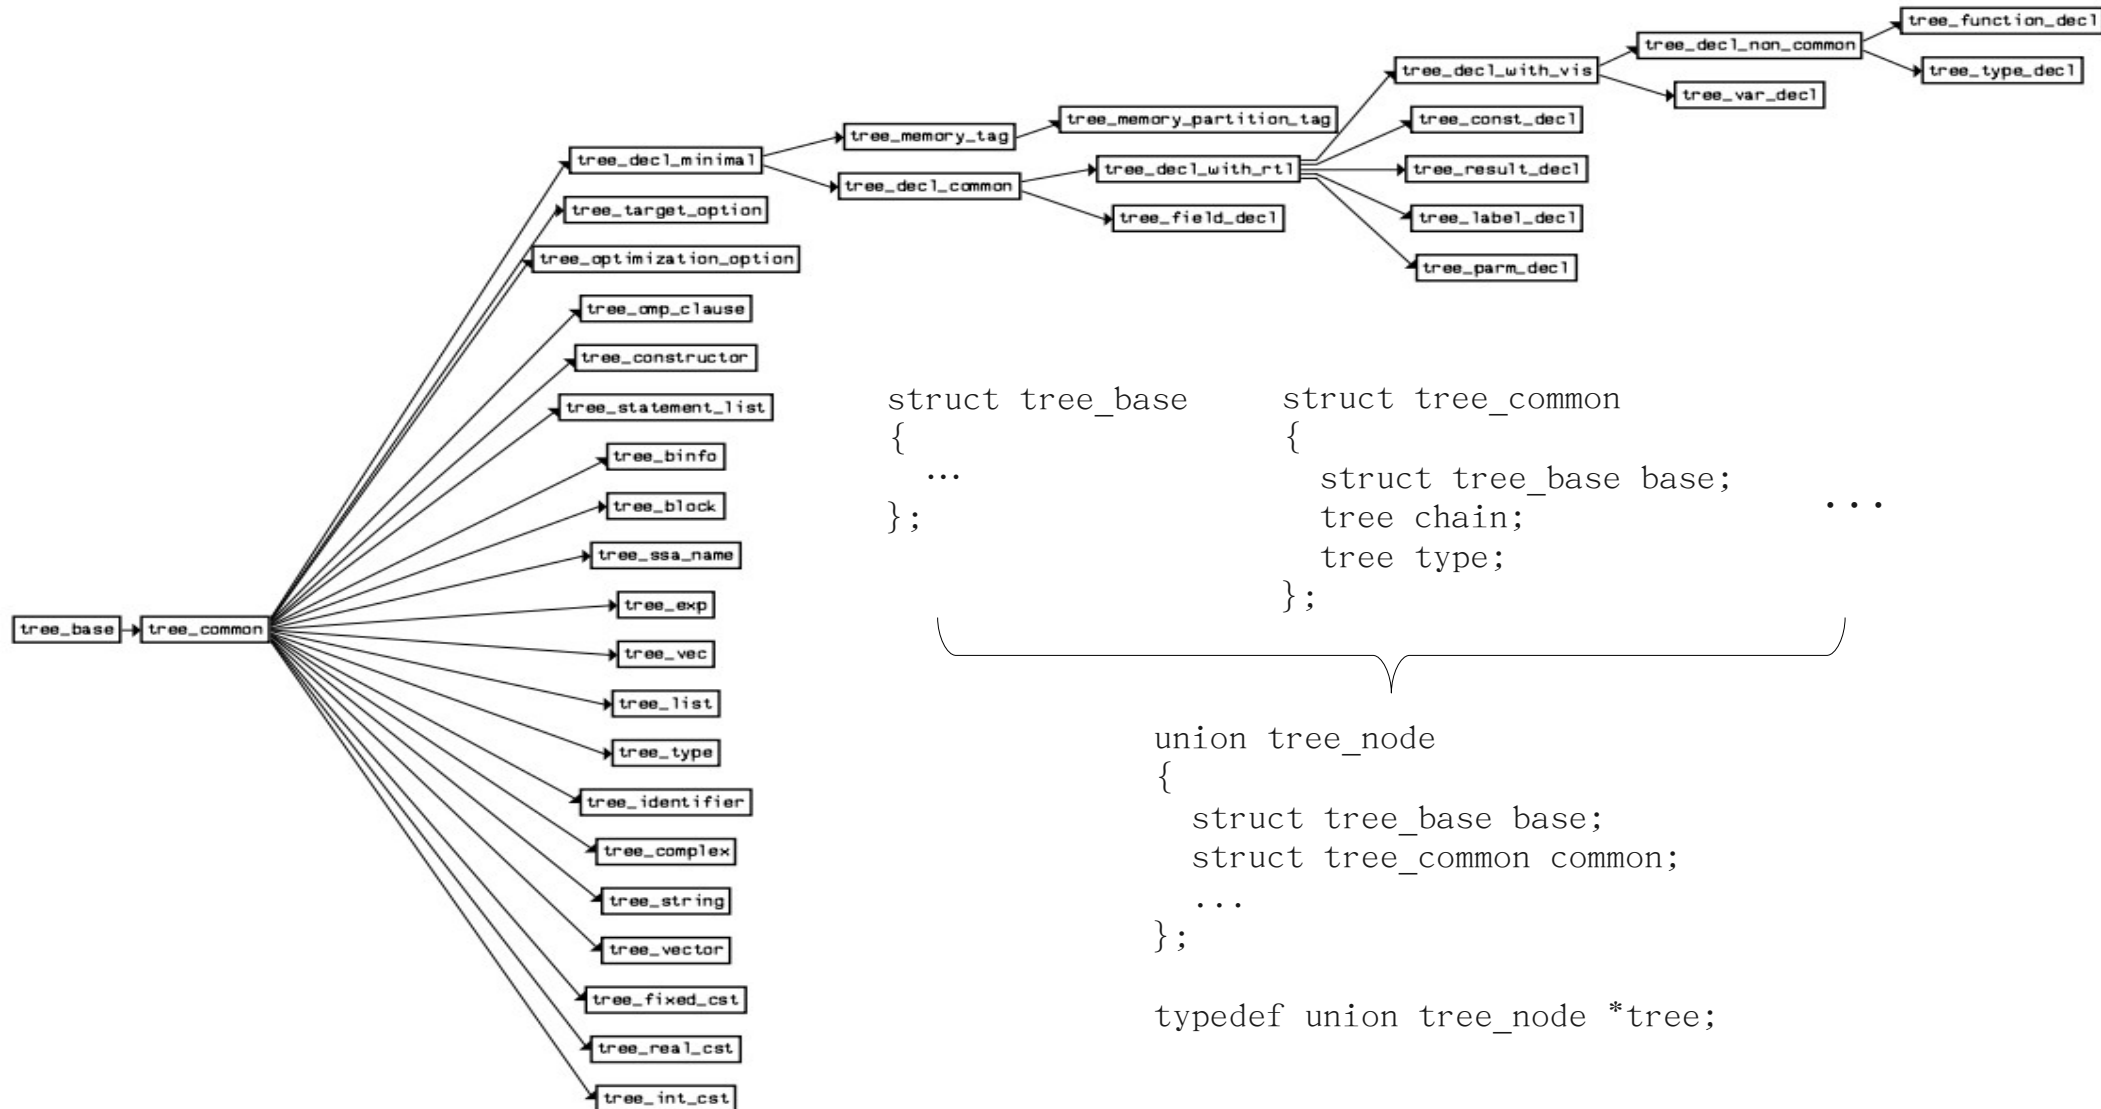 tree_function_decl
tree_decl_non_common
tree_decl_with_vis
tree_type_decl
tree_var_decl
tree_memory_partition_tag
tree_const_decl
tree_memory_tag
tree_decl_minimal
tree_decl_with_rtl
tree_result_decl
tree_decl_common
tree_target_option
tree_field_decl
tree_label_decl
tree_optimization_option
tree_parm_decl
tree_omp_clause
tree_constructor
tree_statement_list
tree_binfo
tree_block
tree_ssa_name
tree_exp
tree_base
tree_common
tree_vec
tree_list
tree_type
tree_identifier
tree_complex
tree_string
tree_vector
tree_fixed_cst
tree_real_cst
tree_int_cst
struct tree_base
{
...
};
struct tree_common
{
struct tree_base base;
tree chain;
tree type;
};
...
union tree_node
{
struct tree_base base;
struct tree_common common;
...
};
typedef union tree_node *tree;